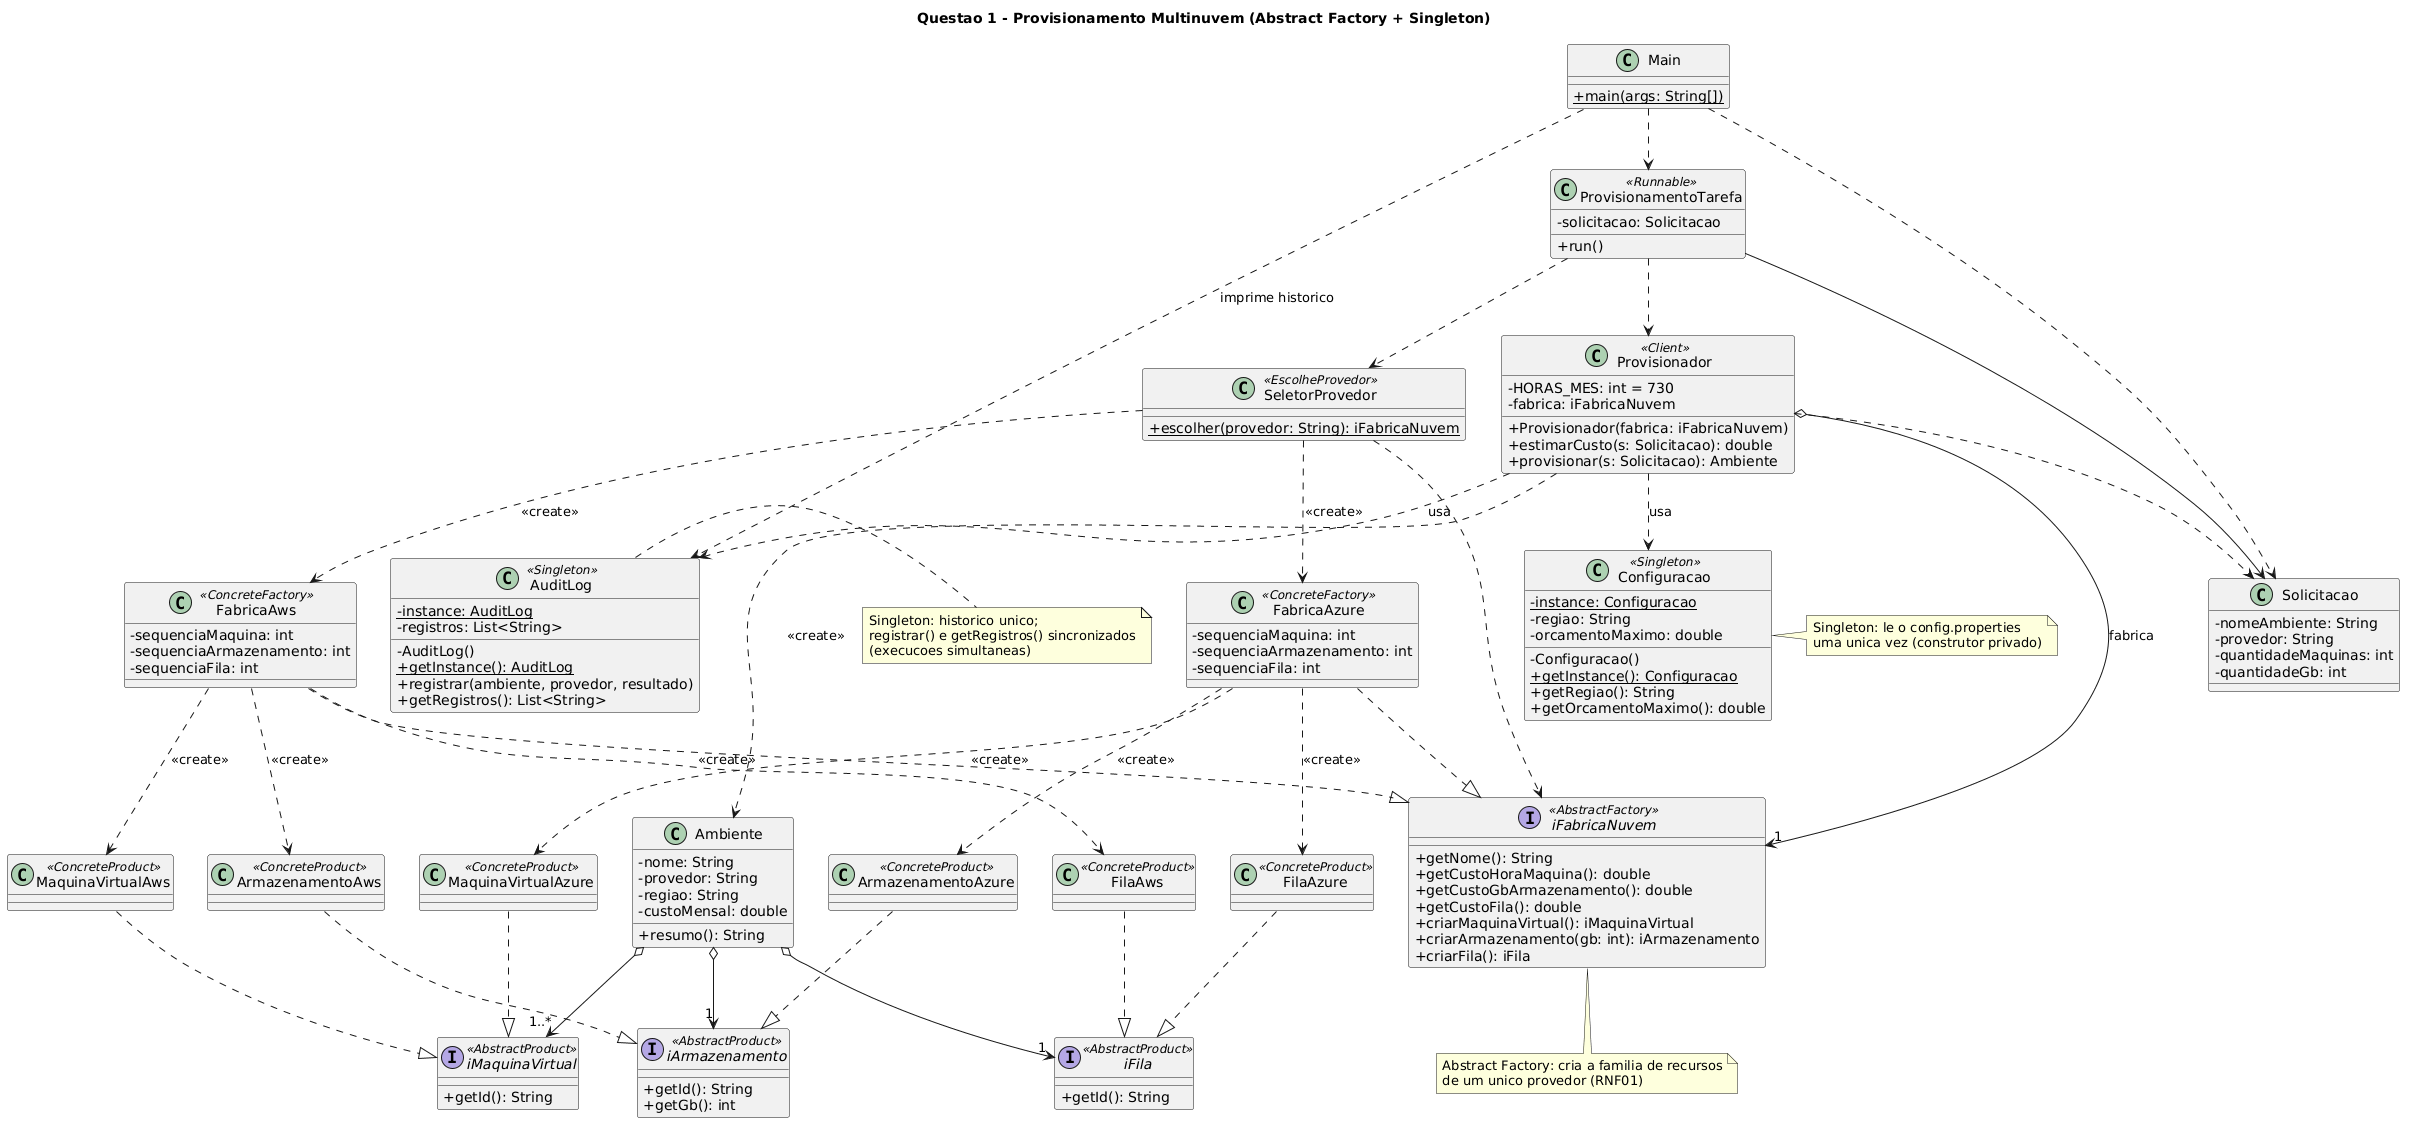 Questao 1 - Provisionamento Multinuvem (Abstract Factory + Singleton)
C Main
+main(args: String[])
«Runnable»
C ProvisionamentoTarefa
-solicitacao: Solicitacao
+run()
imprime historico
«Client»
C Provisionador
-HORAS_MES: int = 730
-fabrica: iFabricaNuvem
+Provisionador(fabrica: iFabricaNuvem)
+estimarCusto(s: Solicitacao): double
+provisionar(s: Solicitacao): Ambiente
«EscolheProvedor»
C SeletorProvedor
+escolher(provedor: String): iFabricaNuvem
«create»
«create»
usa
usa
«Singleton»
C AuditLog
-instance: AuditLog
-registros: List<String>
-AuditLog()
+getInstance(): AuditLog
+registrar(ambiente, provedor, resultado)
+getRegistros(): List<String>
«ConcreteFactory»
C FabricaAws
-sequenciaMaquina: int
-sequenciaArmazenamento: int
-sequenciaFila: int
«create»
Singleton: historico unico;
registrar() e getRegistros() sincronizados
(execucoes simultaneas)
«ConcreteFactory»
C FabricaAzure
-sequenciaMaquina: int
-sequenciaArmazenamento: int
-sequenciaFila: int
«Singleton»
C Configuracao
-instance: Configuracao
-regiao: String
-orcamentoMaximo: double
-Configuracao()
+getInstance(): Configuracao
+getRegiao(): String
+getOrcamentoMaximo(): double
Singleton: le o config.properties
uma unica vez (construtor privado)
fabrica
C Solicitacao
-nomeAmbiente: String
-provedor: String
-quantidadeMaquinas: int
-quantidadeGb: int
«create»
«create»
«create»
«create»
«create»
«create»
«ConcreteProduct»
C MaquinaVirtualAws
«ConcreteProduct»
C ArmazenamentoAws
«ConcreteProduct»
C MaquinaVirtualAzure
C Ambiente
-nome: String
-provedor: String
-regiao: String
-custoMensal: double
+resumo(): String
«ConcreteProduct»
C ArmazenamentoAzure
«ConcreteProduct»
C FilaAws
«ConcreteProduct»
C FilaAzure
«AbstractFactory»
I iFabricaNuvem
+getNome(): String
+getCustoHoraMaquina(): double
+getCustoGbArmazenamento(): double
+getCustoFila(): double
+criarMaquinaVirtual(): iMaquinaVirtual
+criarArmazenamento(gb: int): iArmazenamento
+criarFila(): iFila
1
1..*
1
1
«AbstractProduct»
I iMaquinaVirtual
+getId(): String
«AbstractProduct»
I iArmazenamento
+getId(): String
+getGb(): int
«AbstractProduct»
I iFila
+getId(): String
Abstract Factory: cria a familia de recursos
de um unico provedor (RNF01)